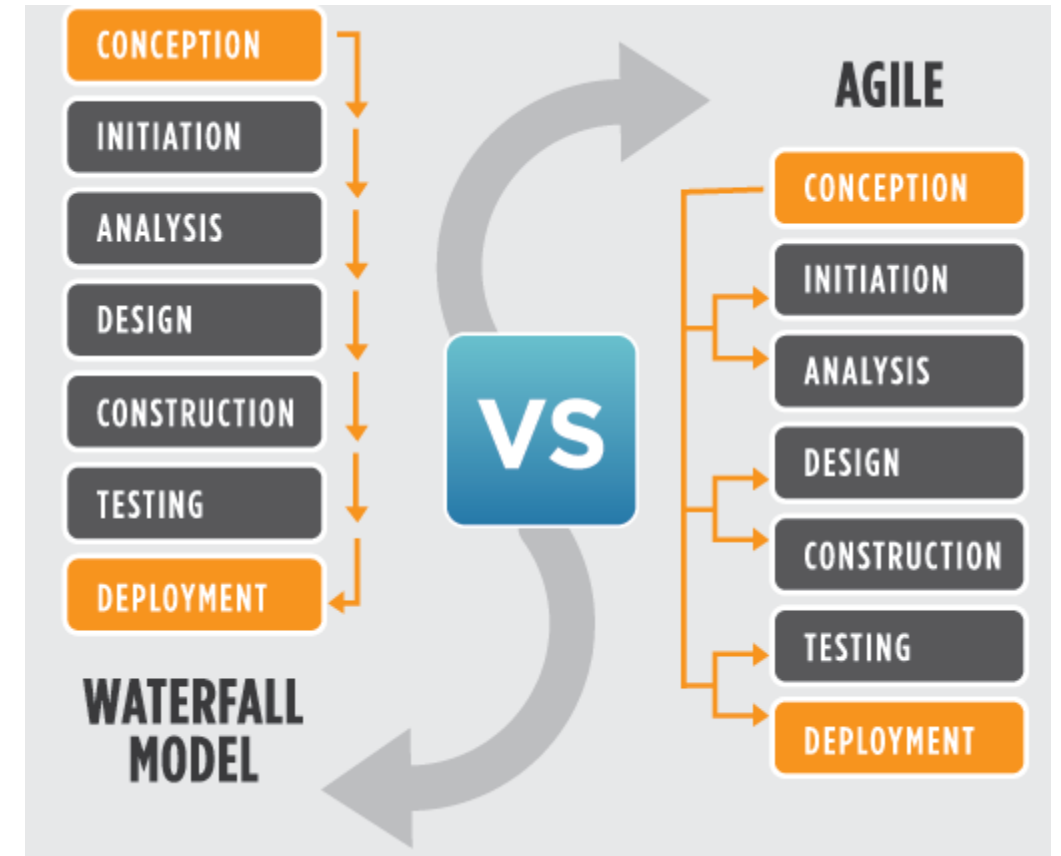 CONCEPTION
INITIATION
ANALYSIS
DESIGN
CONSTRUCTION
TESTING
DEPLOYMENT
WATERFALL
MODEL
VS
AGILE
CONCEPTION
INITIATION
ANALYSIS
DESIGN
CONSTRUCTION
TESTING
DEPLOYMENT